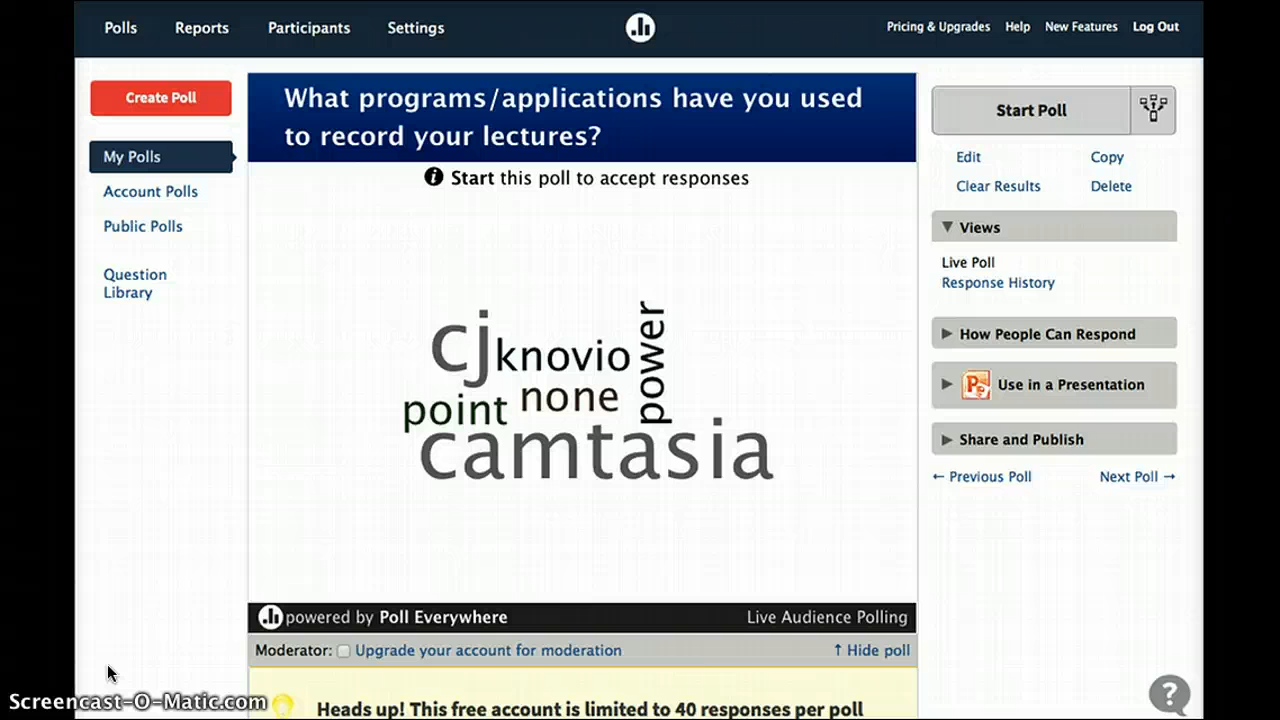 Polls Reports Participants Settings
Pricing & Upgrades Help New Features Log Out
Create Poll
My Polls
Account Polls
Public Polls
Question
Library
What programs/applications have you used
to record your lectures?
Start this poll to accept responses
cj
knovio
power
none
point
camtasia
powered by Poll Everywhere
Live Audience Polling
Moderator: Upgrade your account for moderation
↑ Hide poll
Heads up! This free account is limited to 40 responses per poll
Start Poll
Edit Copy
Clear Results Delete
Views
Live Poll
Response History
How People Can Respond
Use in a Presentation
Share and Publish
← Previous Poll Next Poll →
Screencast-O-Matic.com